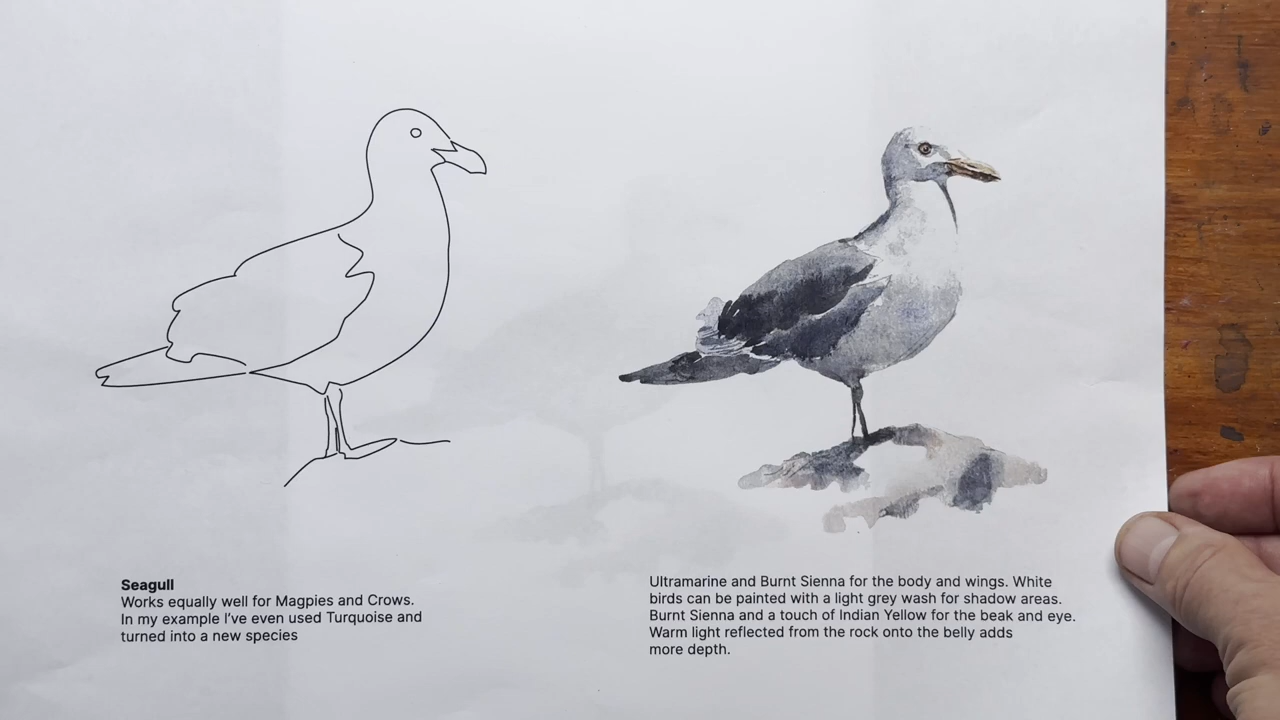 Seagull
Works equally well for Magpies and Crows.
In my example I've even used Turquoise and
turned into a new species
Ultramarine and Burnt Sienna for the body and wings. White
birds can be painted with a light grey wash for shadow areas.
Burnt Sienna and a touch of Indian Yellow for the beak and eye.
Warm light reflected from the rock onto the belly adds
more depth.